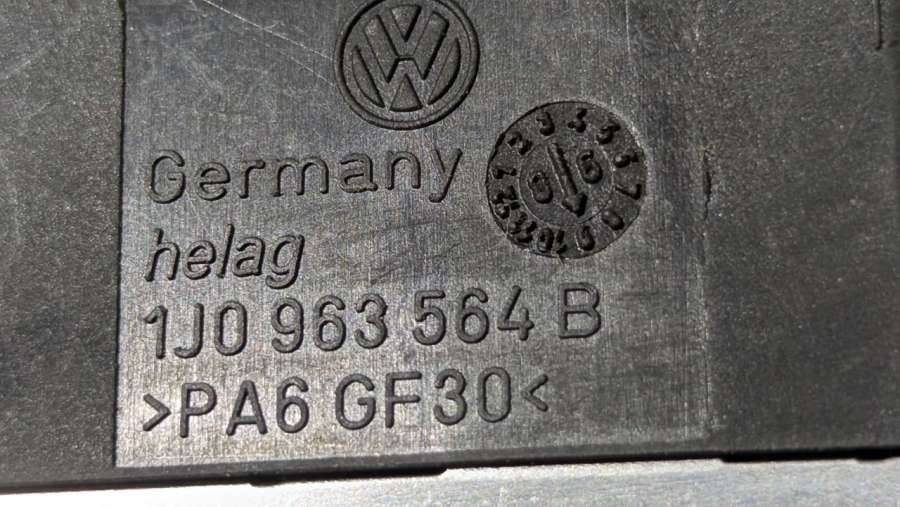 Germany
helag
1J0 963 564 B
>PA6 GF30<